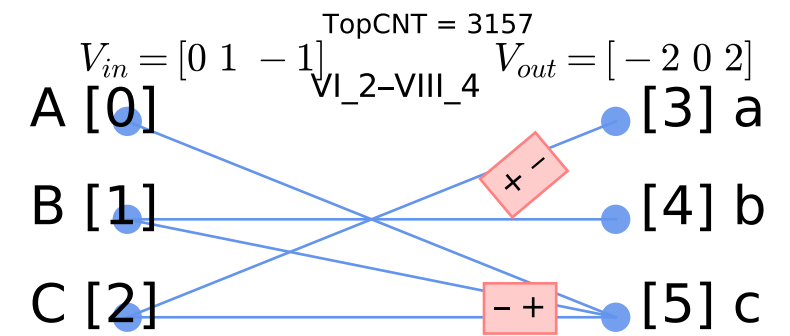 TopCNT = 3157
V_in = [0 1 −1] V_out = [−2 0 2]
VI_2–VIII_4
A [0] [3] a
+ −
B [1] [4] b
C [2] − + [5] c